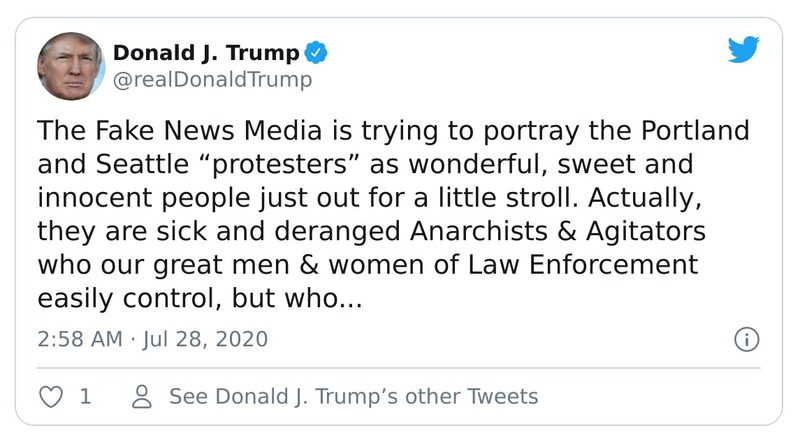 Donald J. Trump
@realDonaldTrump
The Fake News Media is trying to portray the Portland
and Seattle “protesters” as wonderful, sweet and
innocent people just out for a little stroll. Actually,
they are sick and deranged Anarchists & Agitators
who our great men & women of Law Enforcement
easily control, but who...
2:58 AM · Jul 28, 2020
1 See Donald J. Trump’s other Tweets